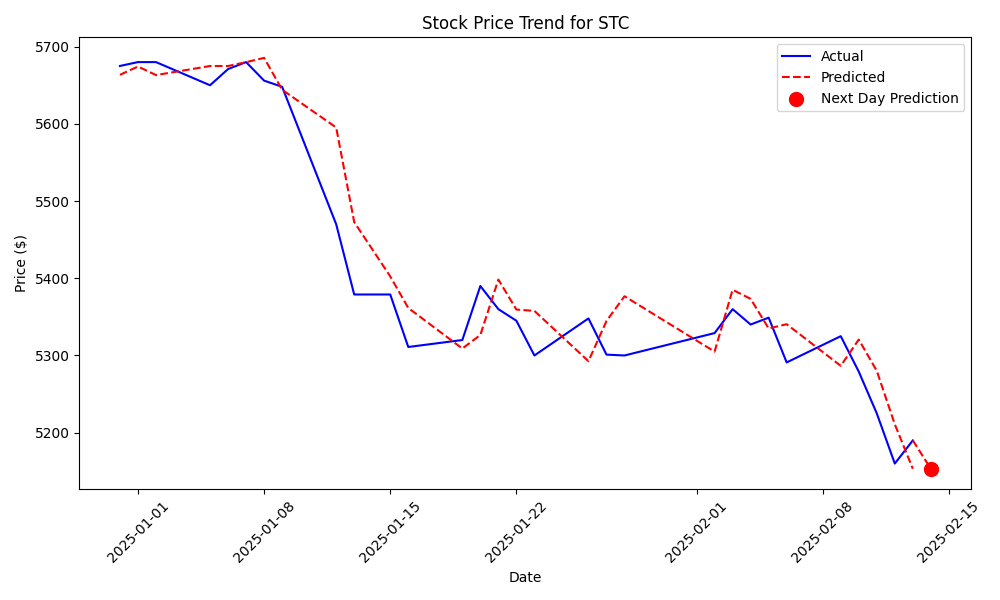 Stock Price Trend for STC
Actual
Predicted
Next Day Prediction
5700
5600
5500
5400
5300
5200
Price ($)
2025-01-01
2025-01-08
2025-01-15
2025-01-22
2025-02-01
2025-02-08
2025-02-15
Date